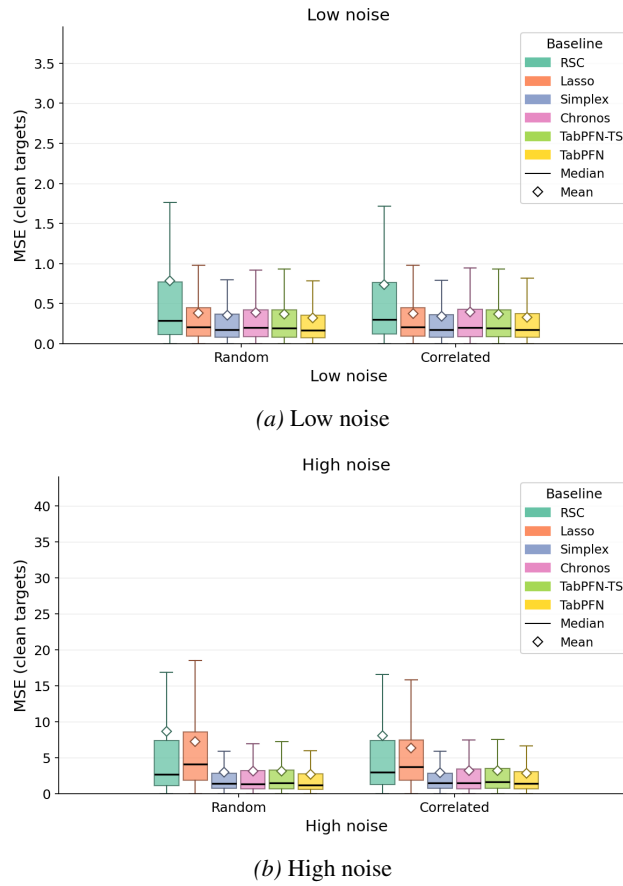 Low noise
MSE (clean targets)
3.5
3.0
2.5
2.0
1.5
1.0
0.5
0.0
Baseline
RSC
Lasso
Simplex
Chronos
TabPFN-TS
TabPFN
Median
Mean
Random
Correlated
Low noise
(a) Low noise
High noise
MSE (clean targets)
40
35
30
25
20
15
10
5
0
Baseline
RSC
Lasso
Simplex
Chronos
TabPFN-TS
TabPFN
Median
Mean
Random
Correlated
High noise
(b) High noise